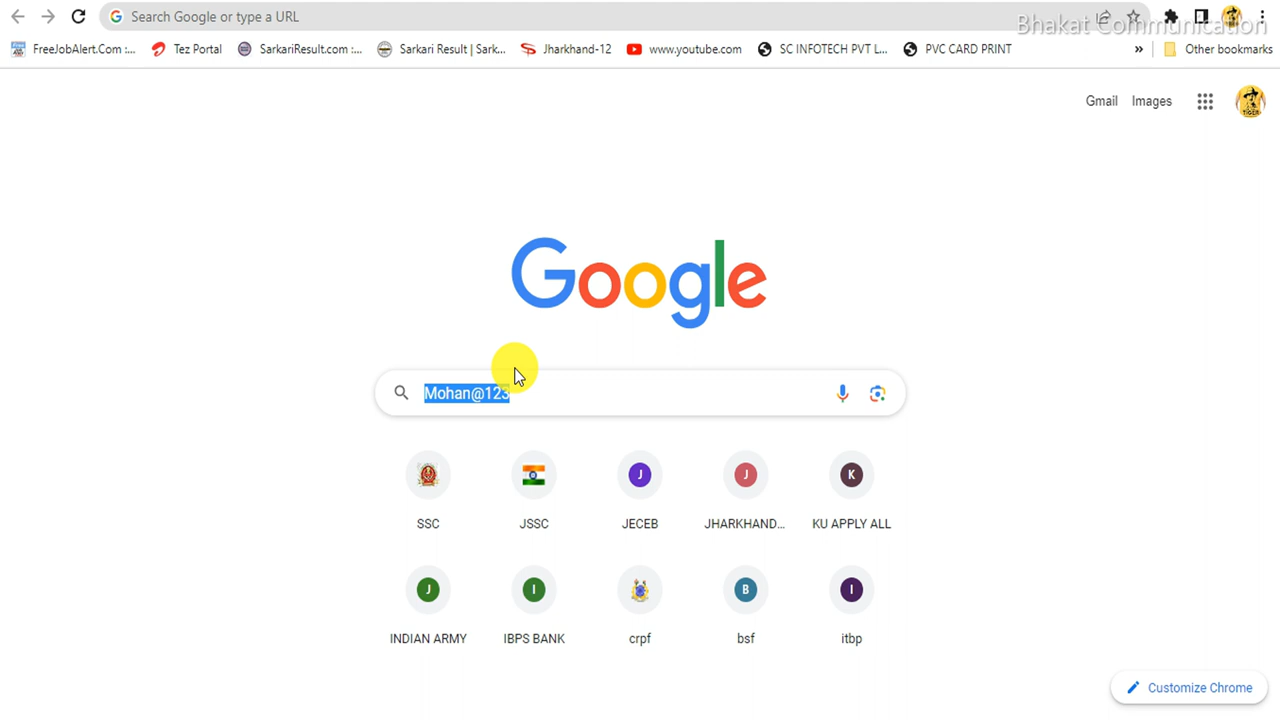 Search Google or type a URL
Bhakat Communication
FreeJobAlert.Com :... Tez Portal SarkariResult.com :... Sarkari Result | Sark... Jharkhand-12 www.youtube.com SC INFOTECH PVT L... PVC CARD PRINT » Other bookmarks
Gmail Images
Google
Mohan@123
SSC JSSC J JECEB J JHARKHAND... K KU APPLY ALL
J INDIAN ARMY I IBPS BANK crpf B bsf I itbp
Customize Chrome